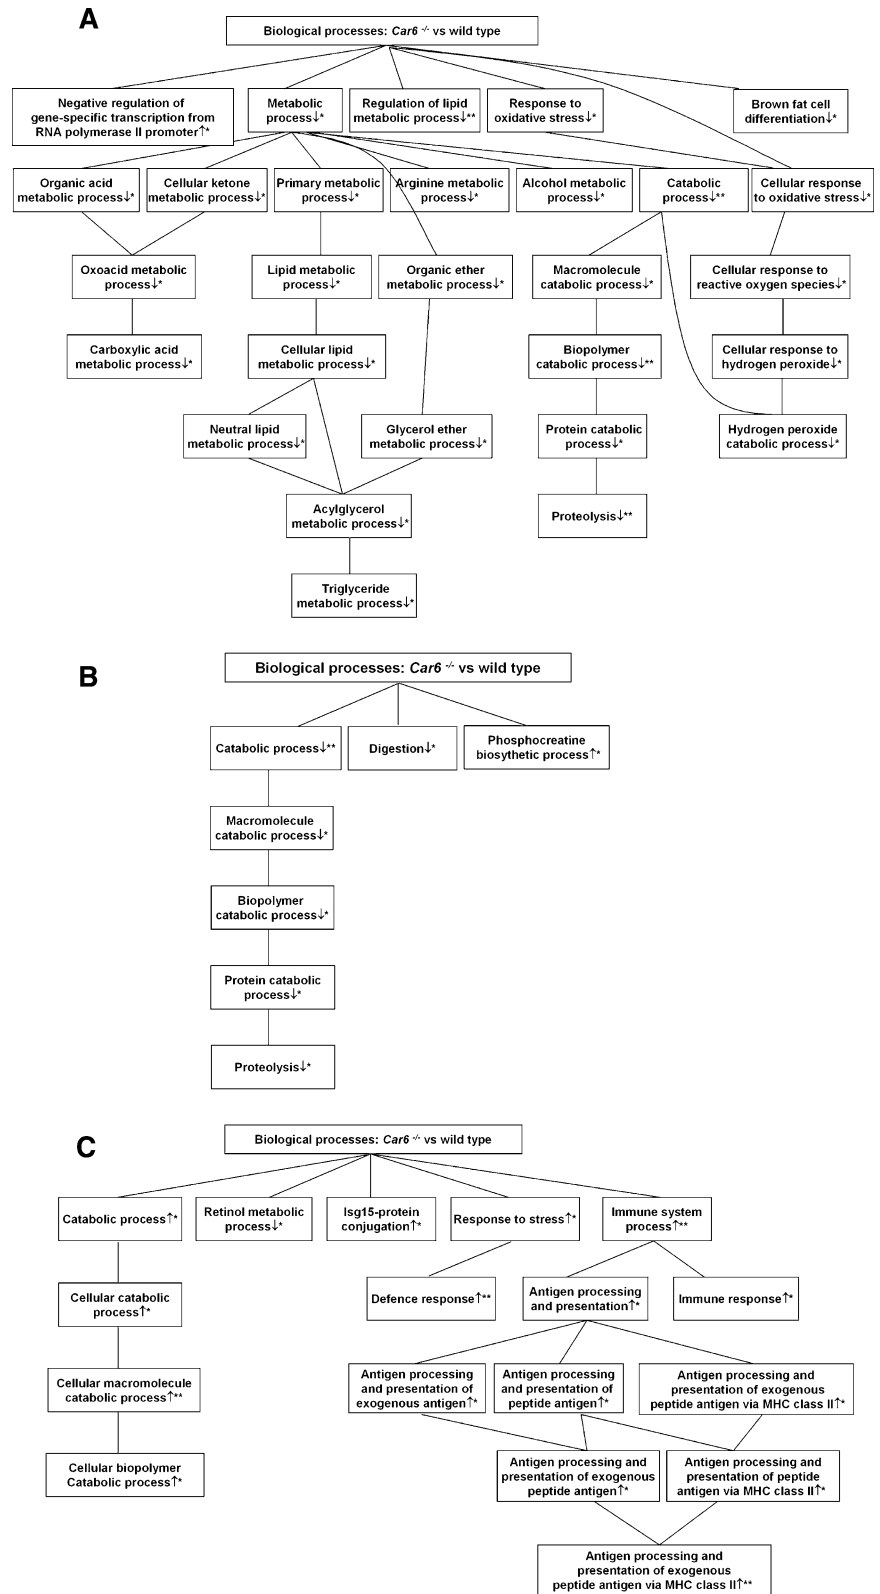 A
Biological processes: Car6 -/- vs wild type
Negative regulation of
gene-specific transcription from
RNA polymerase II promoter↑*
Metabolic
process↓*
Regulation of lipid
metabolic process↓**
Response to
oxidative stress↓*
Brown fat cell
differentiation↓*
Organic acid
metabolic process↓*
Cellular ketone
metabolic process↓*
Primary metabolic
process↓*
Arginine metabolic
process↓*
Alcohol metabolic
process↓*
Catabolic
process↓**
Cellular response
to oxidative stress↓*
Oxoacid metabolic
process↓*
Lipid metabolic
process↓*
Organic ether
metabolic process↓*
Macromolecule
catabolic process↓*
Cellular response to
reactive oxygen species↓*
Carboxylic acid
metabolic process↓*
Cellular lipid
metabolic process↓*
Biopolymer
catabolic process↓**
Cellular response to
hydrogen peroxide↓*
Neutral lipid
metabolic process↓*
Glycerol ether
metabolic process↓*
Protein catabolic
process↓*
Hydrogen peroxide
catabolic process↓*
Acylglycerol
metabolic process↓*
Proteolysis↓**
Triglyceride
metabolic process↓*
B
Biological processes: Car6 -/- vs wild type
Catabolic process↓**
Digestion↓*
Phosphocreatine
biosythetic process↑*
Macromolecule
catabolic process↓*
Biopolymer
catabolic process↓*
Protein catabolic
process↓*
Proteolysis↓*
C
Biological processes: Car6 -/- vs wild type
Catabolic process↑*
Retinol metabolic
process↓*
Isg15-protein
conjugation↑*
Response to stress↑*
Immune system
process↑**
Cellular catabolic
process↑*
Defence response↑**
Antigen processing
and presentation↑*
Immune response↑*
Cellular macromolecule
catabolic process↑**
Antigen processing
and presentation of
exogenous antigen↑*
Antigen processing
and presentation of
peptide antigen↑*
Antigen processing and
presentation of exogenous
peptide antigen via MHC class II↑*
Cellular biopolymer
Catabolic process↑*
Antigen processing and
presentation of exogenous
peptide antigen↑*
Antigen processing and
presentation of peptide
antigen via MHC class II↑*
Antigen processing and
presentation of exogenous
peptide antigen via MHC class II↑**